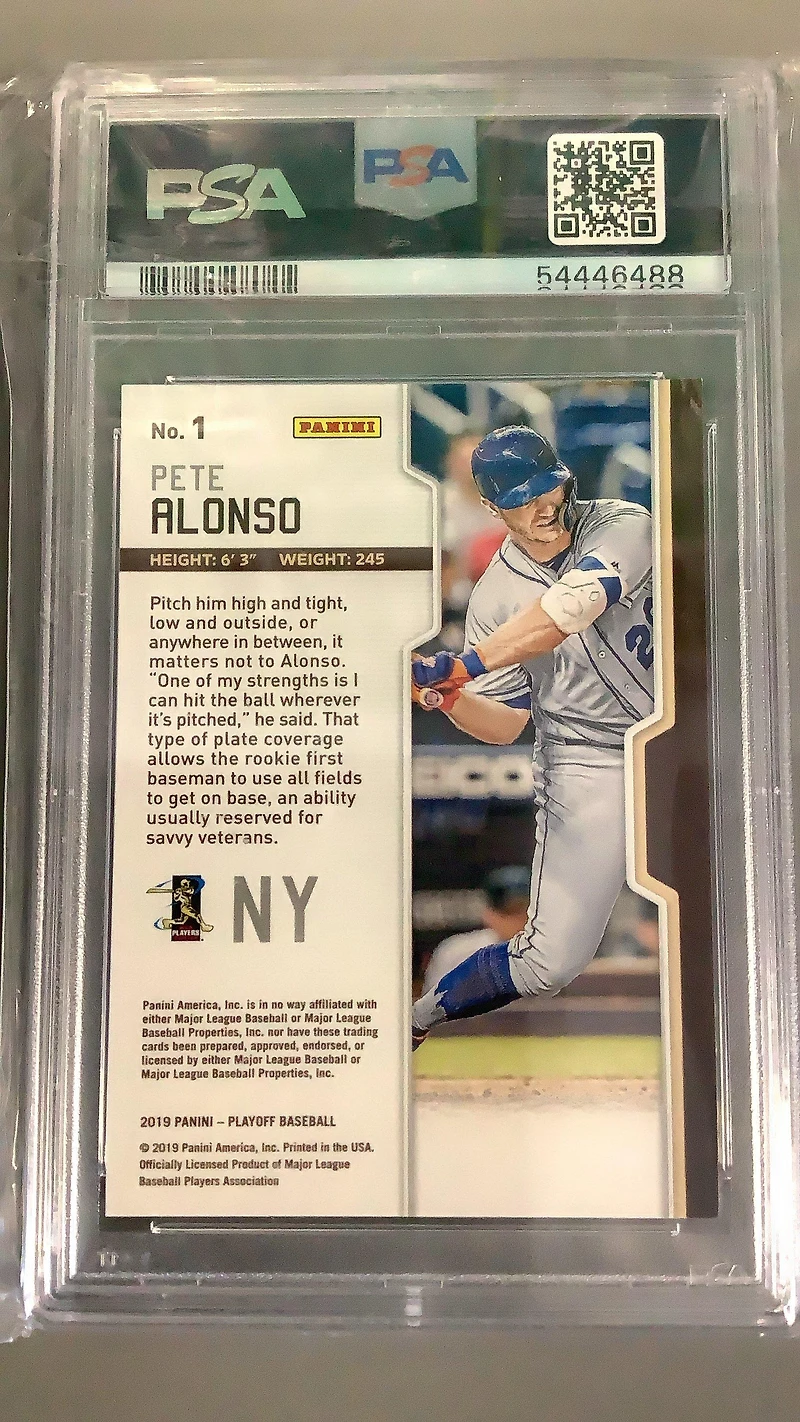 PSA
PSA
54446488
No. 1
PANINI
PETE
ALONSO
HEIGHT: 6' 3" WEIGHT: 245
Pitch him high and tight,
low and outside, or
anywhere in between, it
matters not to Alonso.
“One of my strengths is I
can hit the ball wherever
it's pitched,” he said. That
type of plate coverage
allows the rookie first
baseman to use all fields
to get on base, an ability
usually reserved for
savvy veterans.
PLAYERS
NY
Panini America, Inc. is in no way affiliated with
either Major League Baseball or Major League
Baseball Properties, Inc. nor have these trading
cards been prepared, approved, endorsed, or
licensed by either Major League Baseball or
Major League Baseball Properties, Inc.
2019 PANINI – PLAYOFF BASEBALL
© 2019 Panini America, Inc. Printed in the USA.
Officially Licensed Product of Major League
Baseball Players Association
EICO